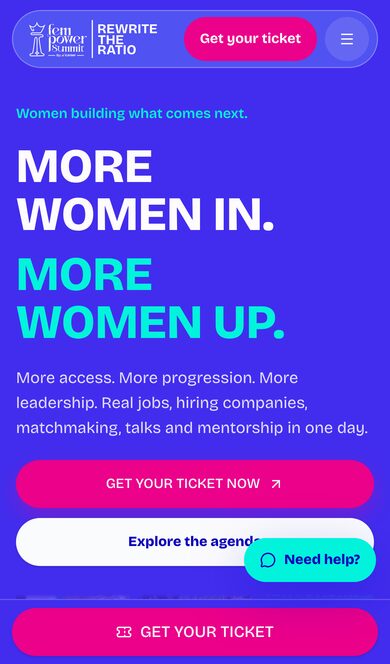 fem
power
Summit
REWRITE
THE
RATIO
Get your ticket
Women building what comes next.
MORE
WOMEN IN.
MORE
WOMEN UP.
More access. More progression. More
leadership. Real jobs, hiring companies,
matchmaking, talks and mentorship in one day.
GET YOUR TICKET NOW
Explore the agenda
Need help?
GET YOUR TICKET